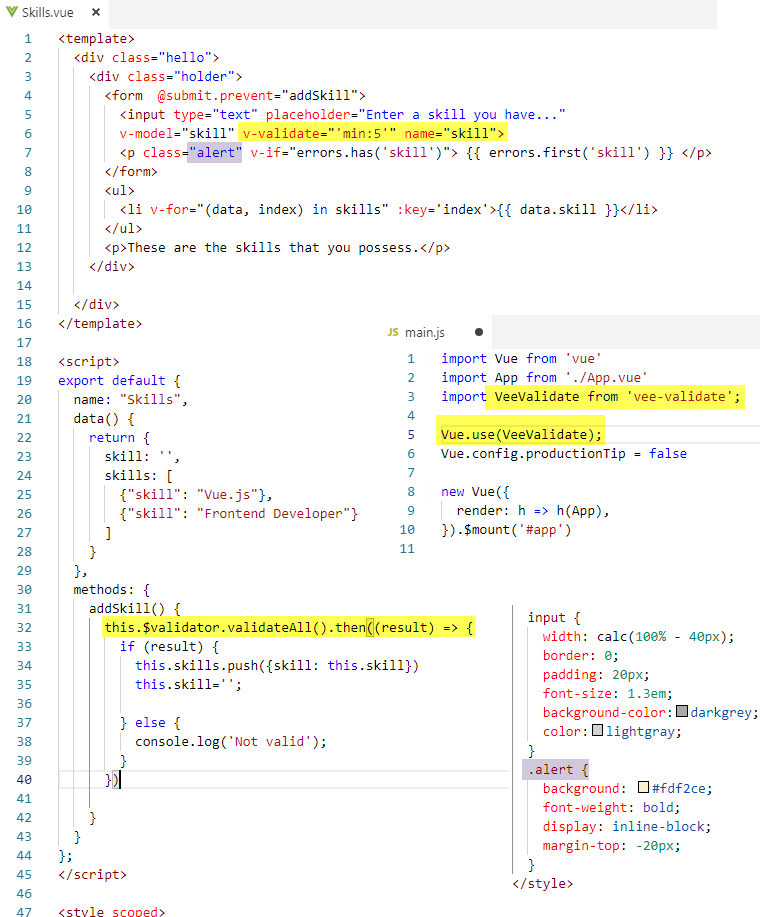 Skills.vue ×
1 <template>
2 <div class="hello">
3 <div class="holder">
4 <form  @submit.prevent="addSkill">
5 <input type="text" placeholder="Enter a skill you have..."
6 v-model="skill" v-validate="'min:5'" name="skill">
7 <p class="alert" v-if="errors.has('skill')"> {{ errors.first('skill') }} </p>
8 </form>
9 <ul>
10 <li v-for="(data, index) in skills" :key='index'>{{ data.skill }}</li>
11 </ul>
12 <p>These are the skills that you possess.</p>
13 </div>
14
15 </div>
16 </template>
17
18 <script>
19 export default {
20 name: "Skills",
21 data() {
22 return {
23 skill: '',
24 skills: [
25 {"skill": "Vue.js"},
26 {"skill": "Frontend Developer"}
27 ]
28 }
29 },
30 methods: {
31 addSkill() {
32 this.$validator.validateAll().then((result) => {
33 if (result) {
34 this.skills.push({skill: this.skill})
35 this.skill='';
36
37 } else {
38 console.log('Not valid');
39 }
40 })
41
42 }
43 }
44 };
45 </script>
46
47 <style scoped>
JS main.js ●
1 import Vue from 'vue'
2 import App from './App.vue'
3 import VeeValidate from 'vee-validate';
4
5 Vue.use(VeeValidate);
6 Vue.config.productionTip = false
7
8 new Vue({
9 render: h => h(App),
10 }).$mount('#app')
11
input {
width: calc(100% - 40px);
border: 0;
padding: 20px;
font-size: 1.3em;
background-color: darkgrey;
color: lightgray;
}
.alert {
background: #fdf2ce;
font-weight: bold;
display: inline-block;
margin-top: -20px;
}
</style>